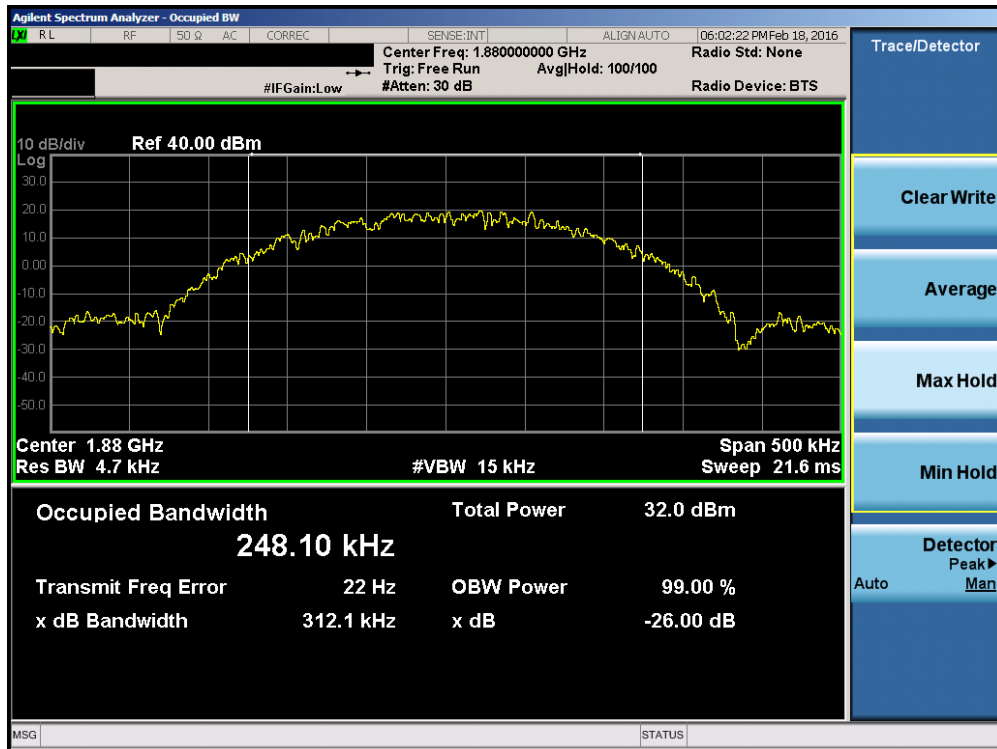 Agilent Spectrum Analyzer - Occupied BW
LXI RL RF 50 Ω AC CORREC SENSE:INT ALIGN AUTO 06:02:22 PM Feb 18, 2016
Trace/Detector
Center Freq: 1.880000000 GHz Radio Std: None
Trig: Free Run Avg|Hold: 100/100
#IFGain:Low #Atten: 30 dB Radio Device: BTS
10 dB/div Ref 40.00 dBm
Log
30.0
20.0
10.0
0.00
-10.0
-20.0
-30.0
-40.0
-50.0
Center 1.88 GHz Span 500 kHz
Res BW 4.7 kHz #VBW 15 kHz Sweep 21.6 ms
Occupied Bandwidth Total Power 32.0 dBm
248.10 kHz
Transmit Freq Error 22 Hz OBW Power 99.00 %
x dB Bandwidth 312.1 kHz x dB -26.00 dB
Clear Write
Average
Max Hold
Min Hold
Detector
Peak▶
Auto Man
MSG STATUS